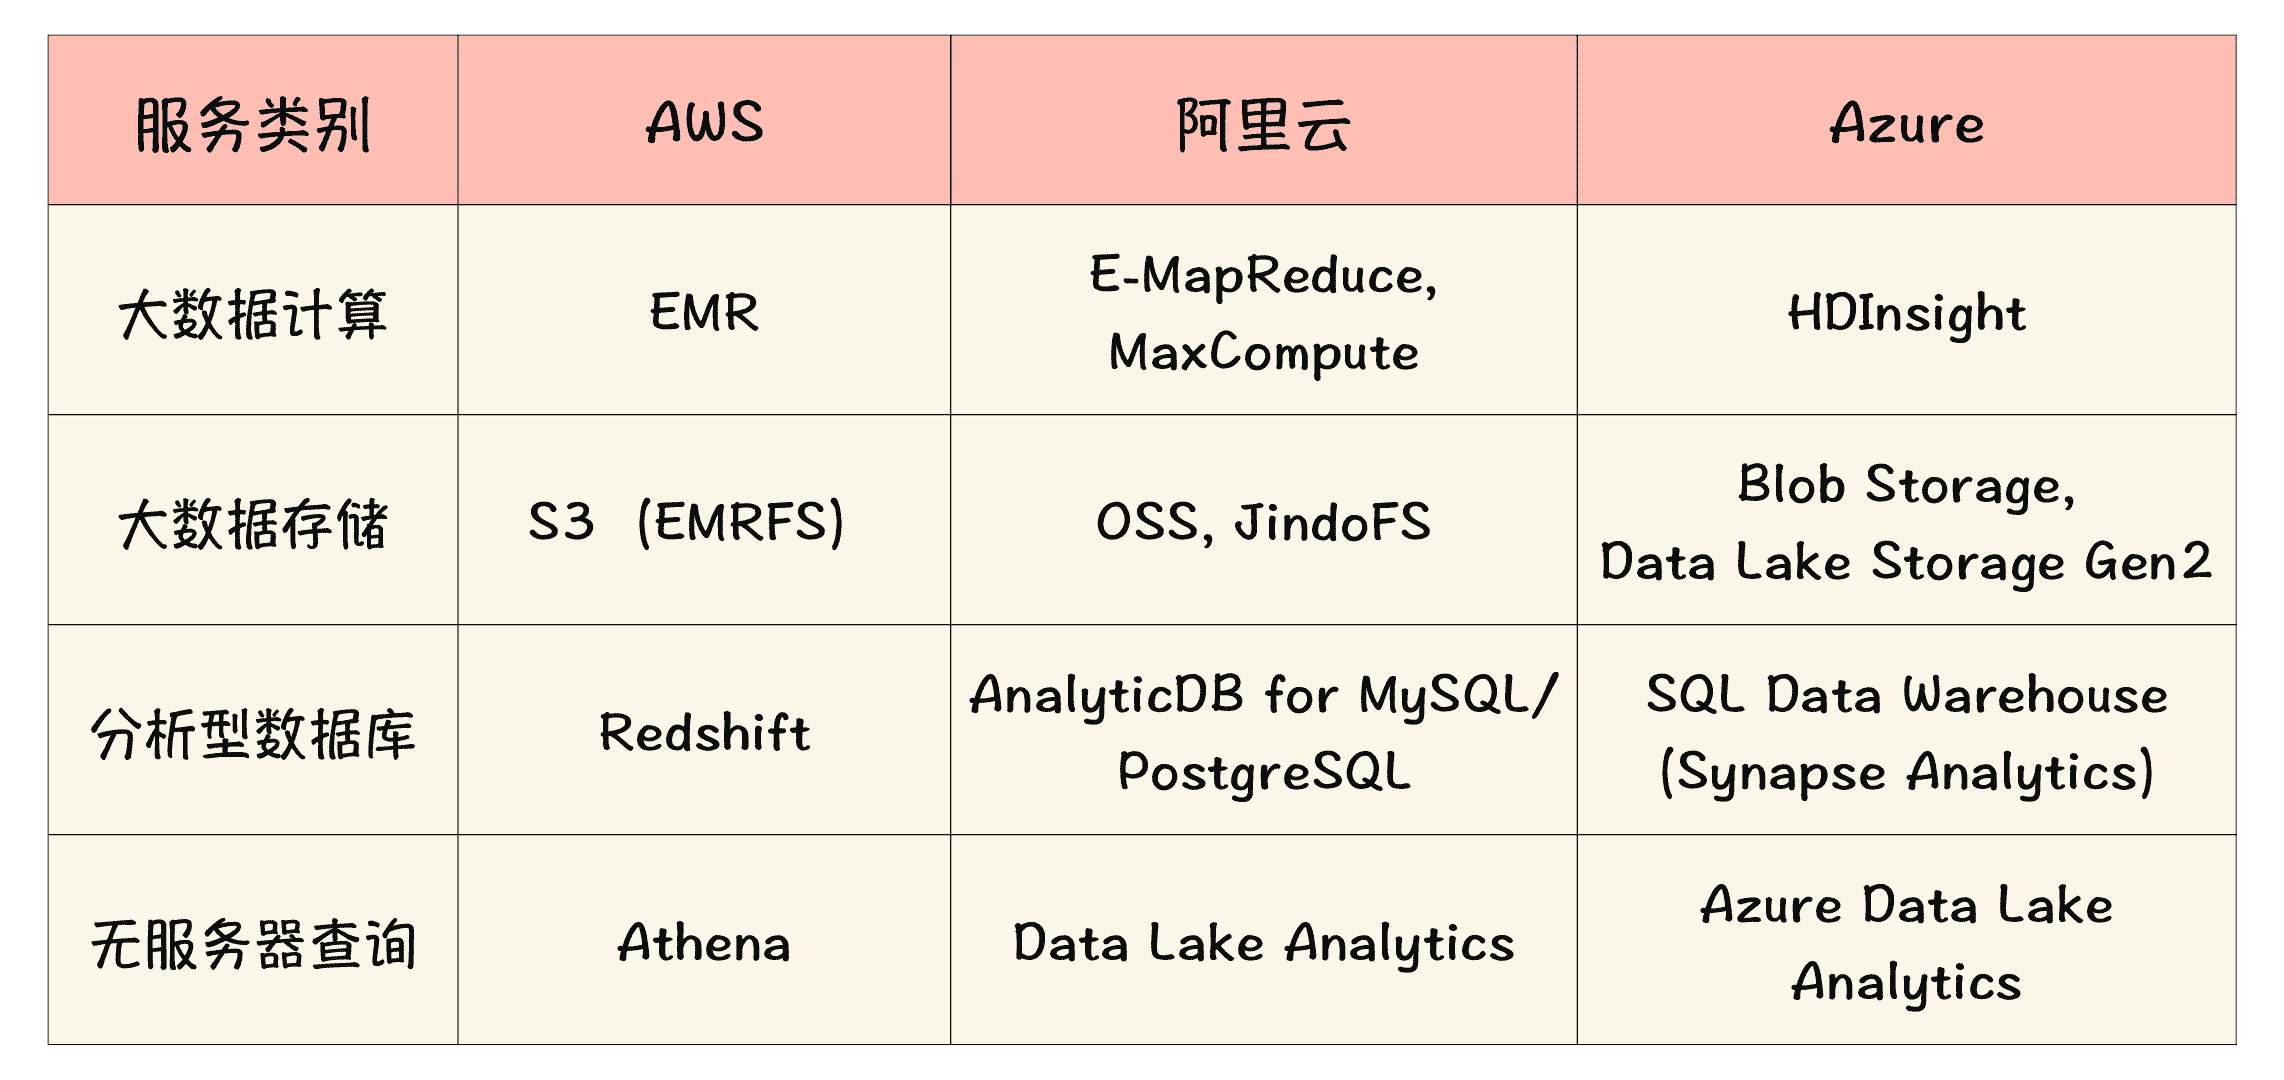 服务类别
AWS
阿里云
Azure
大数据计算
EMR
E-MapReduce,
MaxCompute
HDInsight
大数据存储
S3 (EMRFS)
OSS, JindoFS
Blob Storage,
Data Lake Storage Gen2
分析型数据库
Redshift
AnalyticDB for MySQL/
PostgreSQL
SQL Data Warehouse
(Synapse Analytics)
无服务器查询
Athena
Data Lake Analytics
Azure Data Lake
Analytics